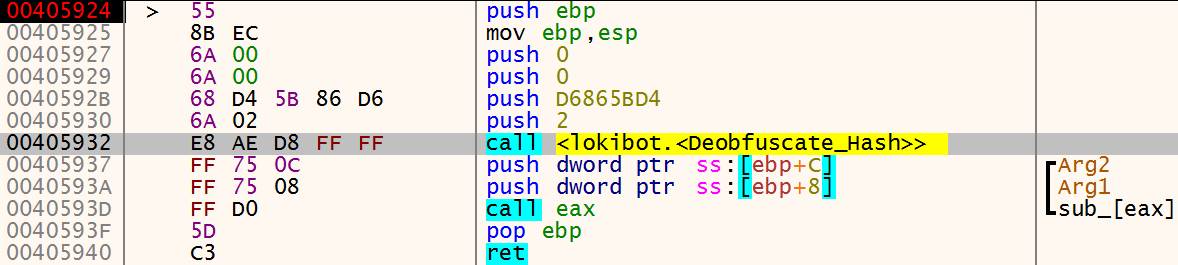 00405924 > 55 push ebp
00405925 8B EC mov ebp,esp
00405927 6A 00 push 0
00405929 6A 00 push 0
0040592B 68 D4 5B 86 D6 push D6865BD4
00405930 6A 02 push 2
00405932 E8 AE D8 FF FF call <lokibot.<Deobfuscate_Hash>>
00405937 FF 75 0C push dword ptr ss:[ebp+C] Arg2
0040593A FF 75 08 push dword ptr ss:[ebp+8] Arg1
0040593D FF D0 call eax sub_[eax]
0040593F 5D pop ebp
00405940 C3 ret